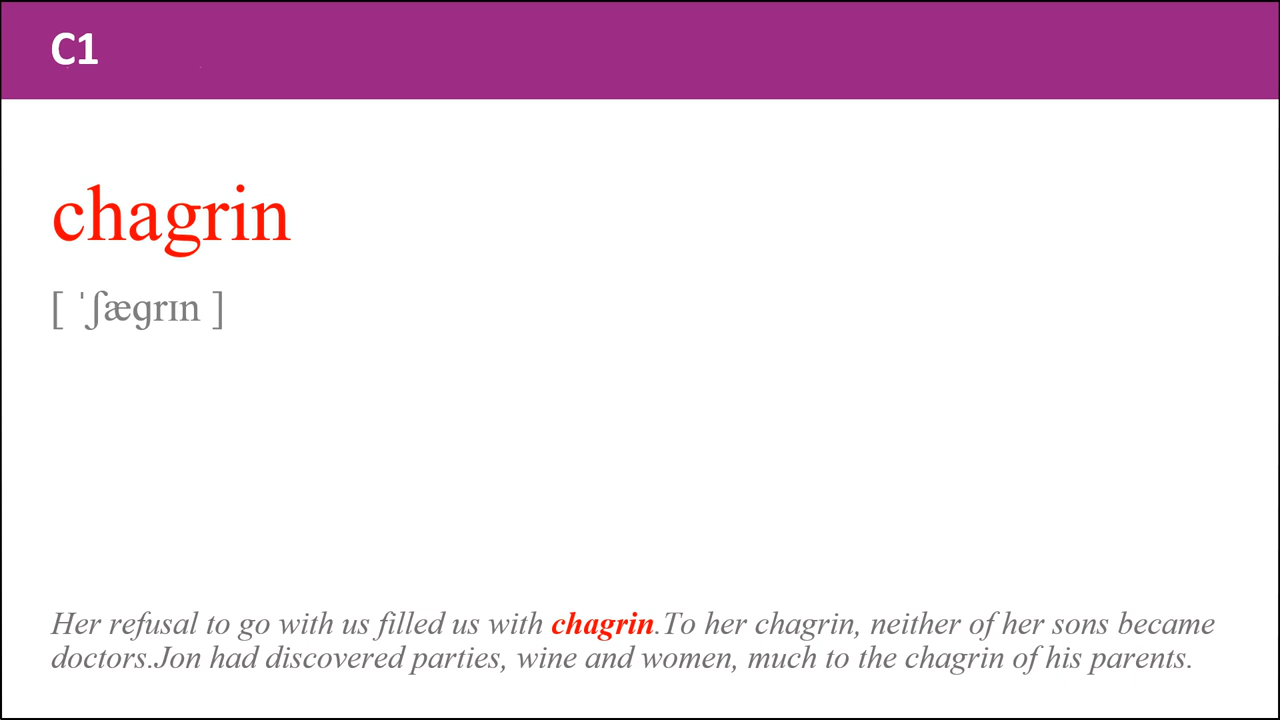 C1
chagrin
[ ˈʃæɡrɪn ]
Her refusal to go with us filled us with chagrin.To her chagrin, neither of her sons became
doctors.Jon had discovered parties, wine and women, much to the chagrin of his parents.